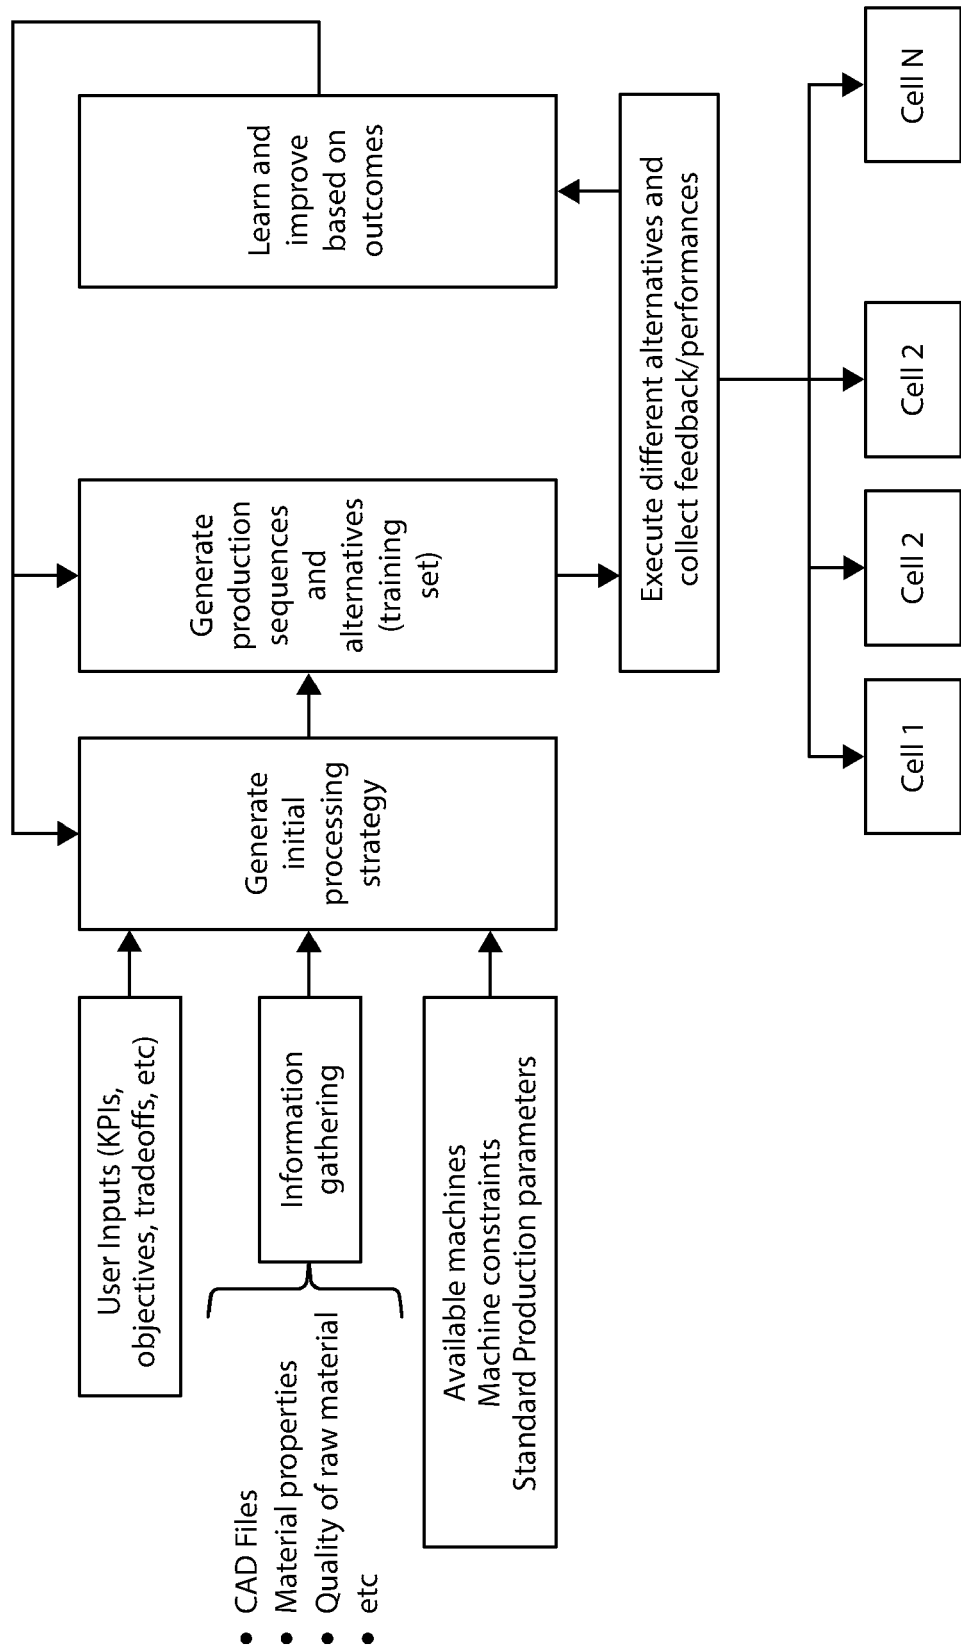 User Inputs (KPIs,
objectives, tradeoffs, etc)
• CAD Files
• Material properties
• Quality of raw material
• etc
Information
gathering
Available machines
Machine constraints
Standard Production parameters
Generate
initial
processing
strategy
Generate
production
sequences
and
alternatives
(training
set)
Learn and
improve
based on
outcomes
Execute different alternatives and
collect feedback/performances
Cell 1
Cell 2
Cell 2
Cell N